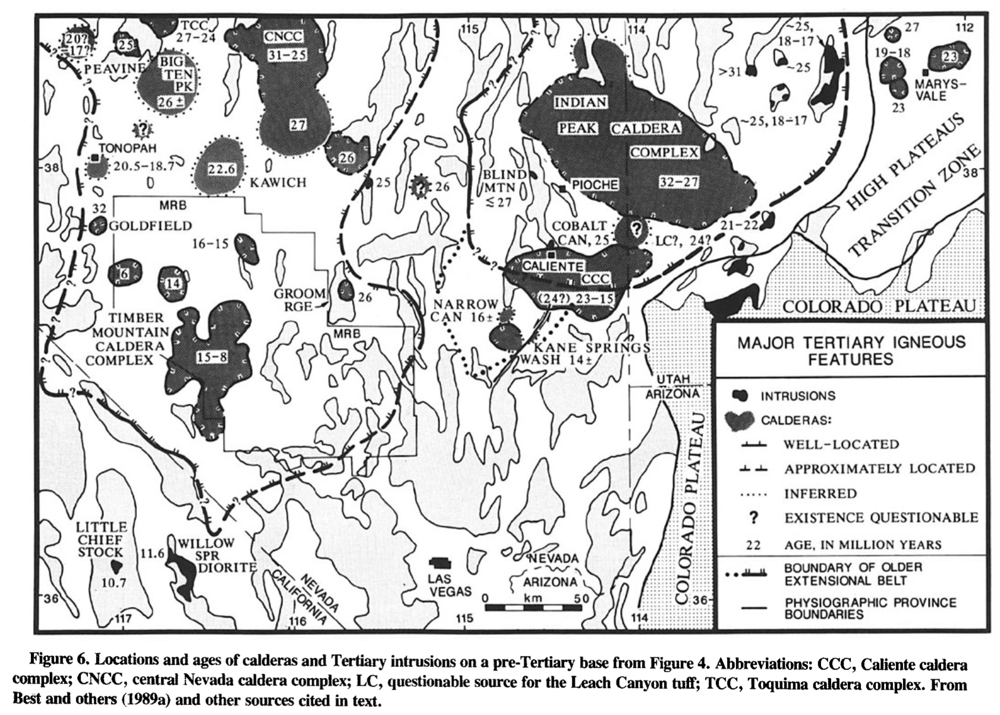 115
114
112
20?
-17?
25
TCC
27-24
CNCC
31-25
~25,
18-17
27
19-18
23
PEAVINE
BIG
TEN
PK
26 ±
>31
~25
MARYS-
VALE
23
INDIAN
PEAK CALDERA
COMPLEX
32-27
~25, 18-17
?
27
TONOPAH
20.5-18.7
22.6
KAWICH
26
25
? 26
38
BLIND
MTN
≤27
PIOCHE
38
HIGH PLATEAUS
TRANSITION ZONE
32
GOLDFIELD
MRB
16-15
COBALT
CAN, 25
?
LC?, 24?
21-22
6
14
CALIENTE
CCC
(24?) 23-15
GROOM
RGE
26
NARROW
CAN 16±
COLORADO PLATEAU
TIMBER
MOUNTAIN
CALDERA
COMPLEX
15-8
MRB
KANE SPRINGS
WASH 14±
UTAH
ARIZONA
COLORADO PLATEAU
LITTLE
CHIEF
STOCK
10.7
11.6
WILLOW
SPR
DIORITE
NEVADA
CALIFORNIA
LAS
VEGAS
NEVADA
ARIZONA
0 km 50
36
36
117
116
115
114
MAJOR TERTIARY IGNEOUS
FEATURES
INTRUSIONS
CALDERAS:
WELL-LOCATED
APPROXIMATELY LOCATED
INFERRED
? EXISTENCE QUESTIONABLE
22 AGE, IN MILLION YEARS
BOUNDARY OF OLDER
EXTENSIONAL BELT
PHYSIOGRAPHIC PROVINCE
BOUNDARIES
Figure 6. Locations and ages of calderas and Tertiary intrusions on a pre-Tertiary base from Figure 4. Abbreviations: CCC, Caliente caldera
complex; CNCC, central Nevada caldera complex; LC, questionable source for the Leach Canyon tuff; TCC, Toquima caldera complex. From
Best and others (1989a) and other sources cited in text.